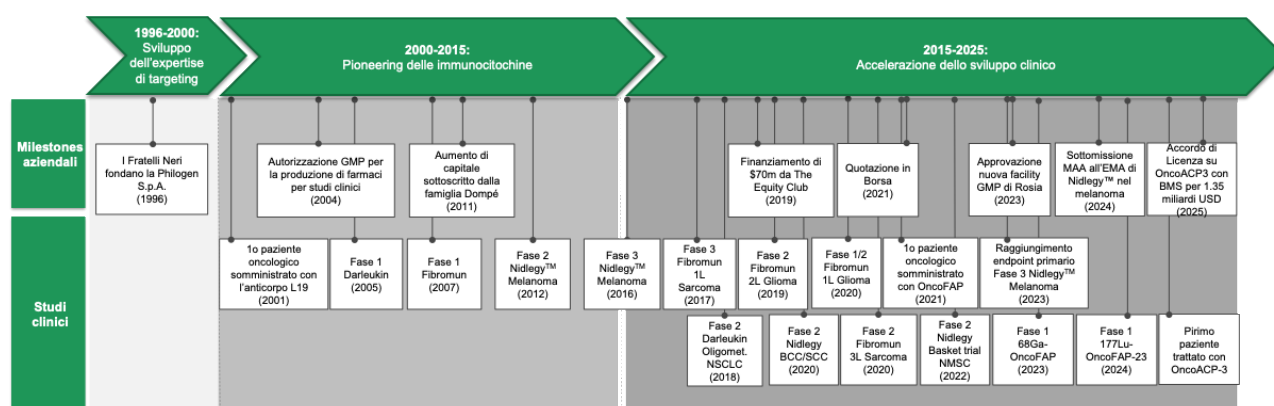 1996-2000:
Sviluppo
dell'expertise
di targeting
2000-2015:
Pioneering delle immunocitochine
2015-2025:
Accelerazione dello sviluppo clinico
Milestones
aziendali
I Fratelli Neri
fondano la Philogen
S.p.A.
(1996)
Autorizzazione GMP per
la produzione di farmaci
per studi clinici
(2004)
Aumento di
capitale
sottoscritto dalla
famiglia Dompé
(2011)
Finanziamento di
$70m da The
Equity Club
(2019)
Quotazione in
Borsa
(2021)
Approvazione
nuova facility
GMP di Rosia
(2023)
Sottomissione
MAA all'EMA di
Nidlegy™ nel
melanoma
(2024)
Accordo di
Licenza su
OncoACP3 con
BMS per 1.35
miliardi USD
(2025)
Studi
clinici
1o paziente
oncologico
somministrato con
l'anticorpo L19
(2001)
Fase 1
Darleukin
(2005)
Fase 1
Fibromun
(2007)
Fase 2
Nidlegy™
Melanoma
(2012)
Fase 3
Nidlegy™
Melanoma
(2016)
Fase 3
Fibromun
1L
Sarcoma
(2017)
Fase 2
Fibromun
2L Glioma
(2019)
Fase 1/2
Fibromun
1L Glioma
(2020)
1o paziente
oncologico
somministrato
con OncoFAP
(2021)
Raggiungimento
endpoint primario
Fase 3 Nidlegy™
Melanoma
(2023)
Fase 2
Darleukin
Oligomet.
NSCLC
(2018)
Fase 2
Nidlegy
BCC/SCC
(2020)
Fase 2
Fibromun
3L Sarcoma
(2020)
Fase 2
Nidlegy
Basket trial
NMSC
(2022)
Fase 1
68Ga-
OncoFAP
(2023)
Fase 1
177Lu-
OncoFAP-23
(2024)
Pirimo
paziente
trattato con
OncoACP-3